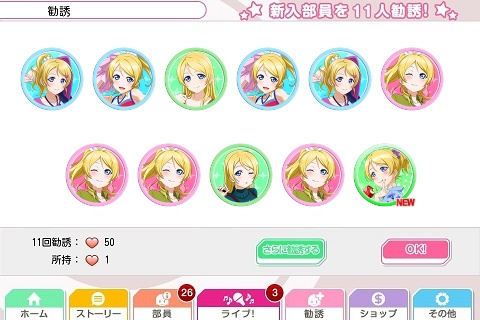 勧誘
新入部員を11人勧誘!
NEW
11回勧誘: 50
所持: 1
さらに勧誘する
OK!
26
3
ホーム
ストーリー
部員
ライブ!
勧誘
ショップ
その他